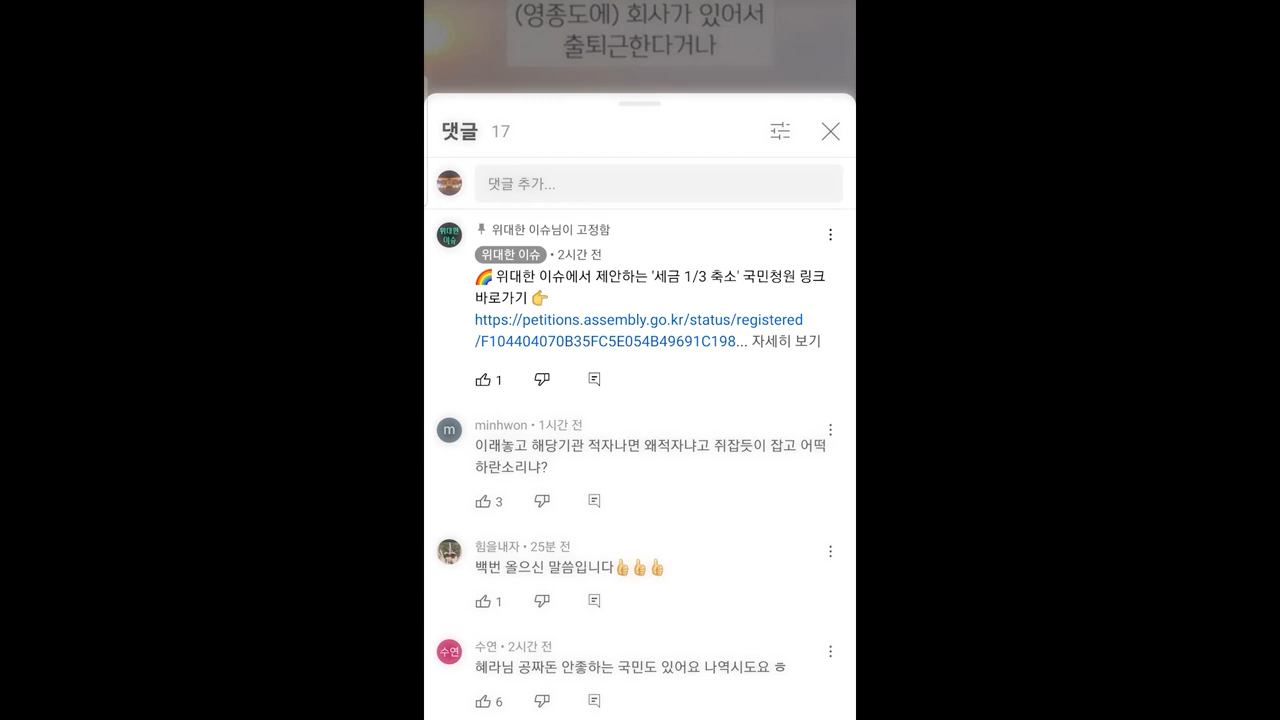 (영종도에) 회사가 있어서
출퇴근한다거나
댓글 17
댓글 추가...
위대한 이슈
위대한 이슈님이 고정함
위대한 이슈 • 2시간 전
🌈 위대한 이슈에서 제안하는 '세금 1/3 축소' 국민청원 링크
바로가기 👉
https://petitions.assembly.go.kr/status/registered
/F104404070B35FC5E054B49691C198... 자세히 보기
1
m
minhwon • 1시간 전
이래놓고 해당기관 적자나면 왜적자냐고 쥐잡듯이 잡고 어떡
하란소리냐?
3
힘을내자 • 25분 전
백번 올으신 말씀입니다👍👍👍
1
수연
수연 • 2시간 전
혜라님 공짜돈 안좋하는 국민도 있어요 나역시도요 ㅎ
6